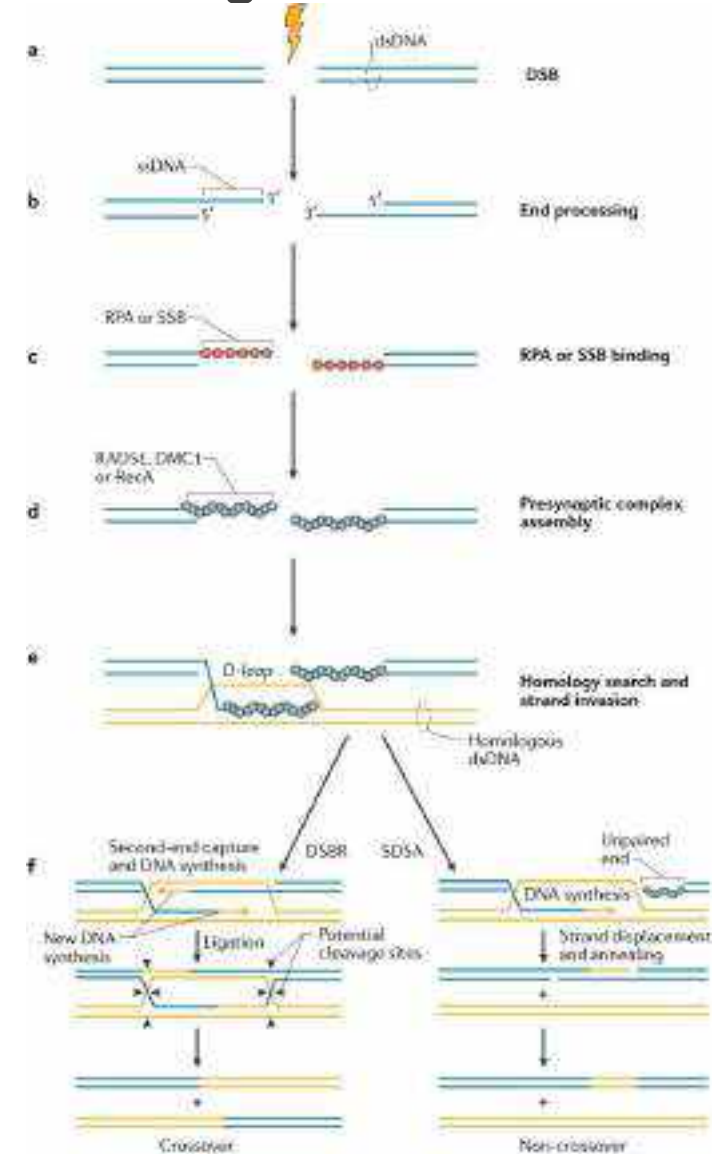 a
dsDNA
DSB
ssDNA
b
3'
5'
3'
5'
End processing
RPA or SSB
c
RPA or SSB binding
RAD51, DMC1
or RecA
d
Presynaptic complex
assembly
e
D-loop
Homology search and
strand invasion
Homologous
dsDNA
f
Second-end capture
and DNA synthesis
DSBR
SDSA
Unpaired
end
DNA synthesis
New DNA
synthesis
Ligation
Potential
cleavage sites
Strand displacement
and annealing
+
+
+
Crossover
Non-crossover